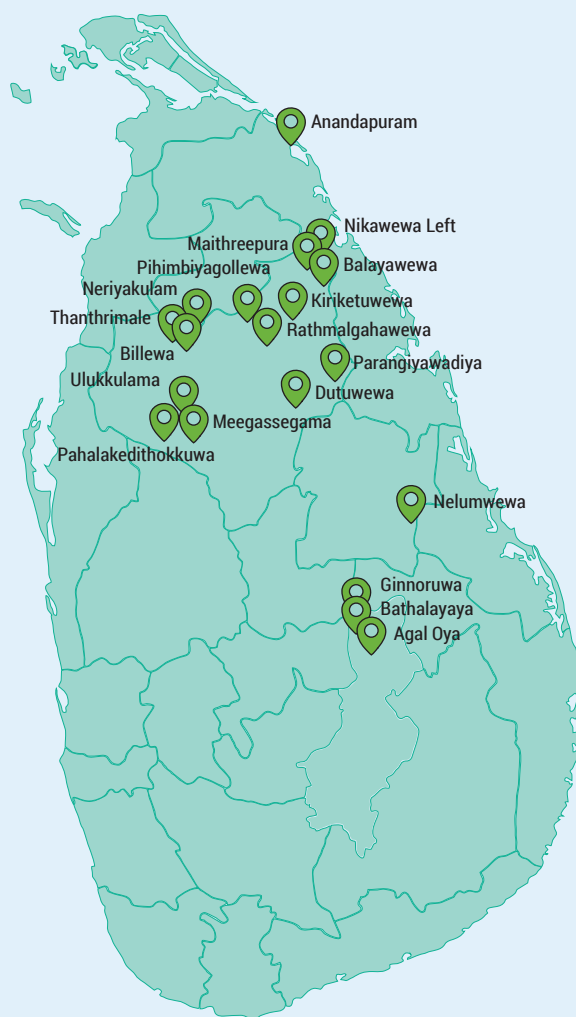 Anandapuram
Nikawewa Left
Maithreepura
Balayawewa
Pihimbiyagollewa
Neriyakulam
Kiriketuwewa
Thanthrimale
Rathmalgahawewa
Billewa
Parangiyawadiya
Ulukkulama
Dutuwewa
Meegassegama
Pahalakedithokkuwa
Nelumwewa
Ginnoruwa
Bathalayaya
Agal Oya